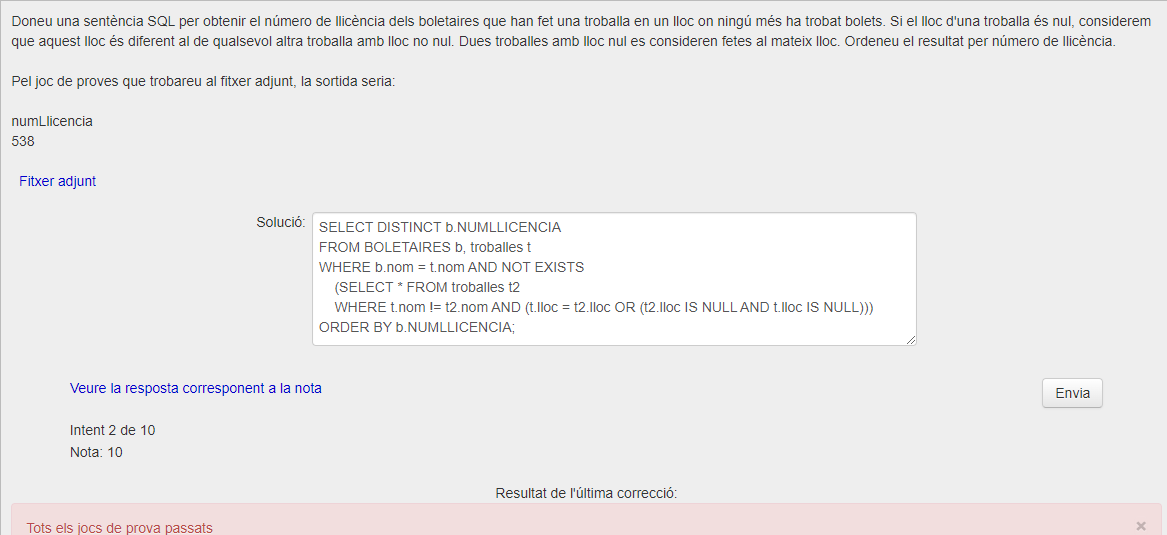 Doneu una sentència SQL per obtenir el número de llicència dels boletaires que han fet una troballa en un lloc on ningú més ha trobat bolets. Si el lloc d'una troballa és nul, considerem
que aquest lloc és diferent al de qualsevol altra troballa amb lloc no nul. Dues troballes amb lloc nul es consideren fetes al mateix lloc. Ordeneu el resultat per número de llicència.
Pel joc de proves que trobareu al fitxer adjunt, la sortida seria:
numLlicencia
538
Fitxer adjunt
Solució:
SELECT DISTINCT b.NUMLLICENCIA
FROM BOLETAIRES b, troballes t
WHERE b.nom = t.nom AND NOT EXISTS
(SELECT * FROM troballes t2
WHERE t.nom != t2.nom AND (t.lloc = t2.lloc OR (t2.lloc IS NULL AND t.lloc IS NULL)))
ORDER BY b.NUMLLICENCIA;
Veure la resposta corresponent a la nota
Envia
Intent 2 de 10
Nota: 10
Resultat de l'última correcció:
Tots els jocs de prova passats ×